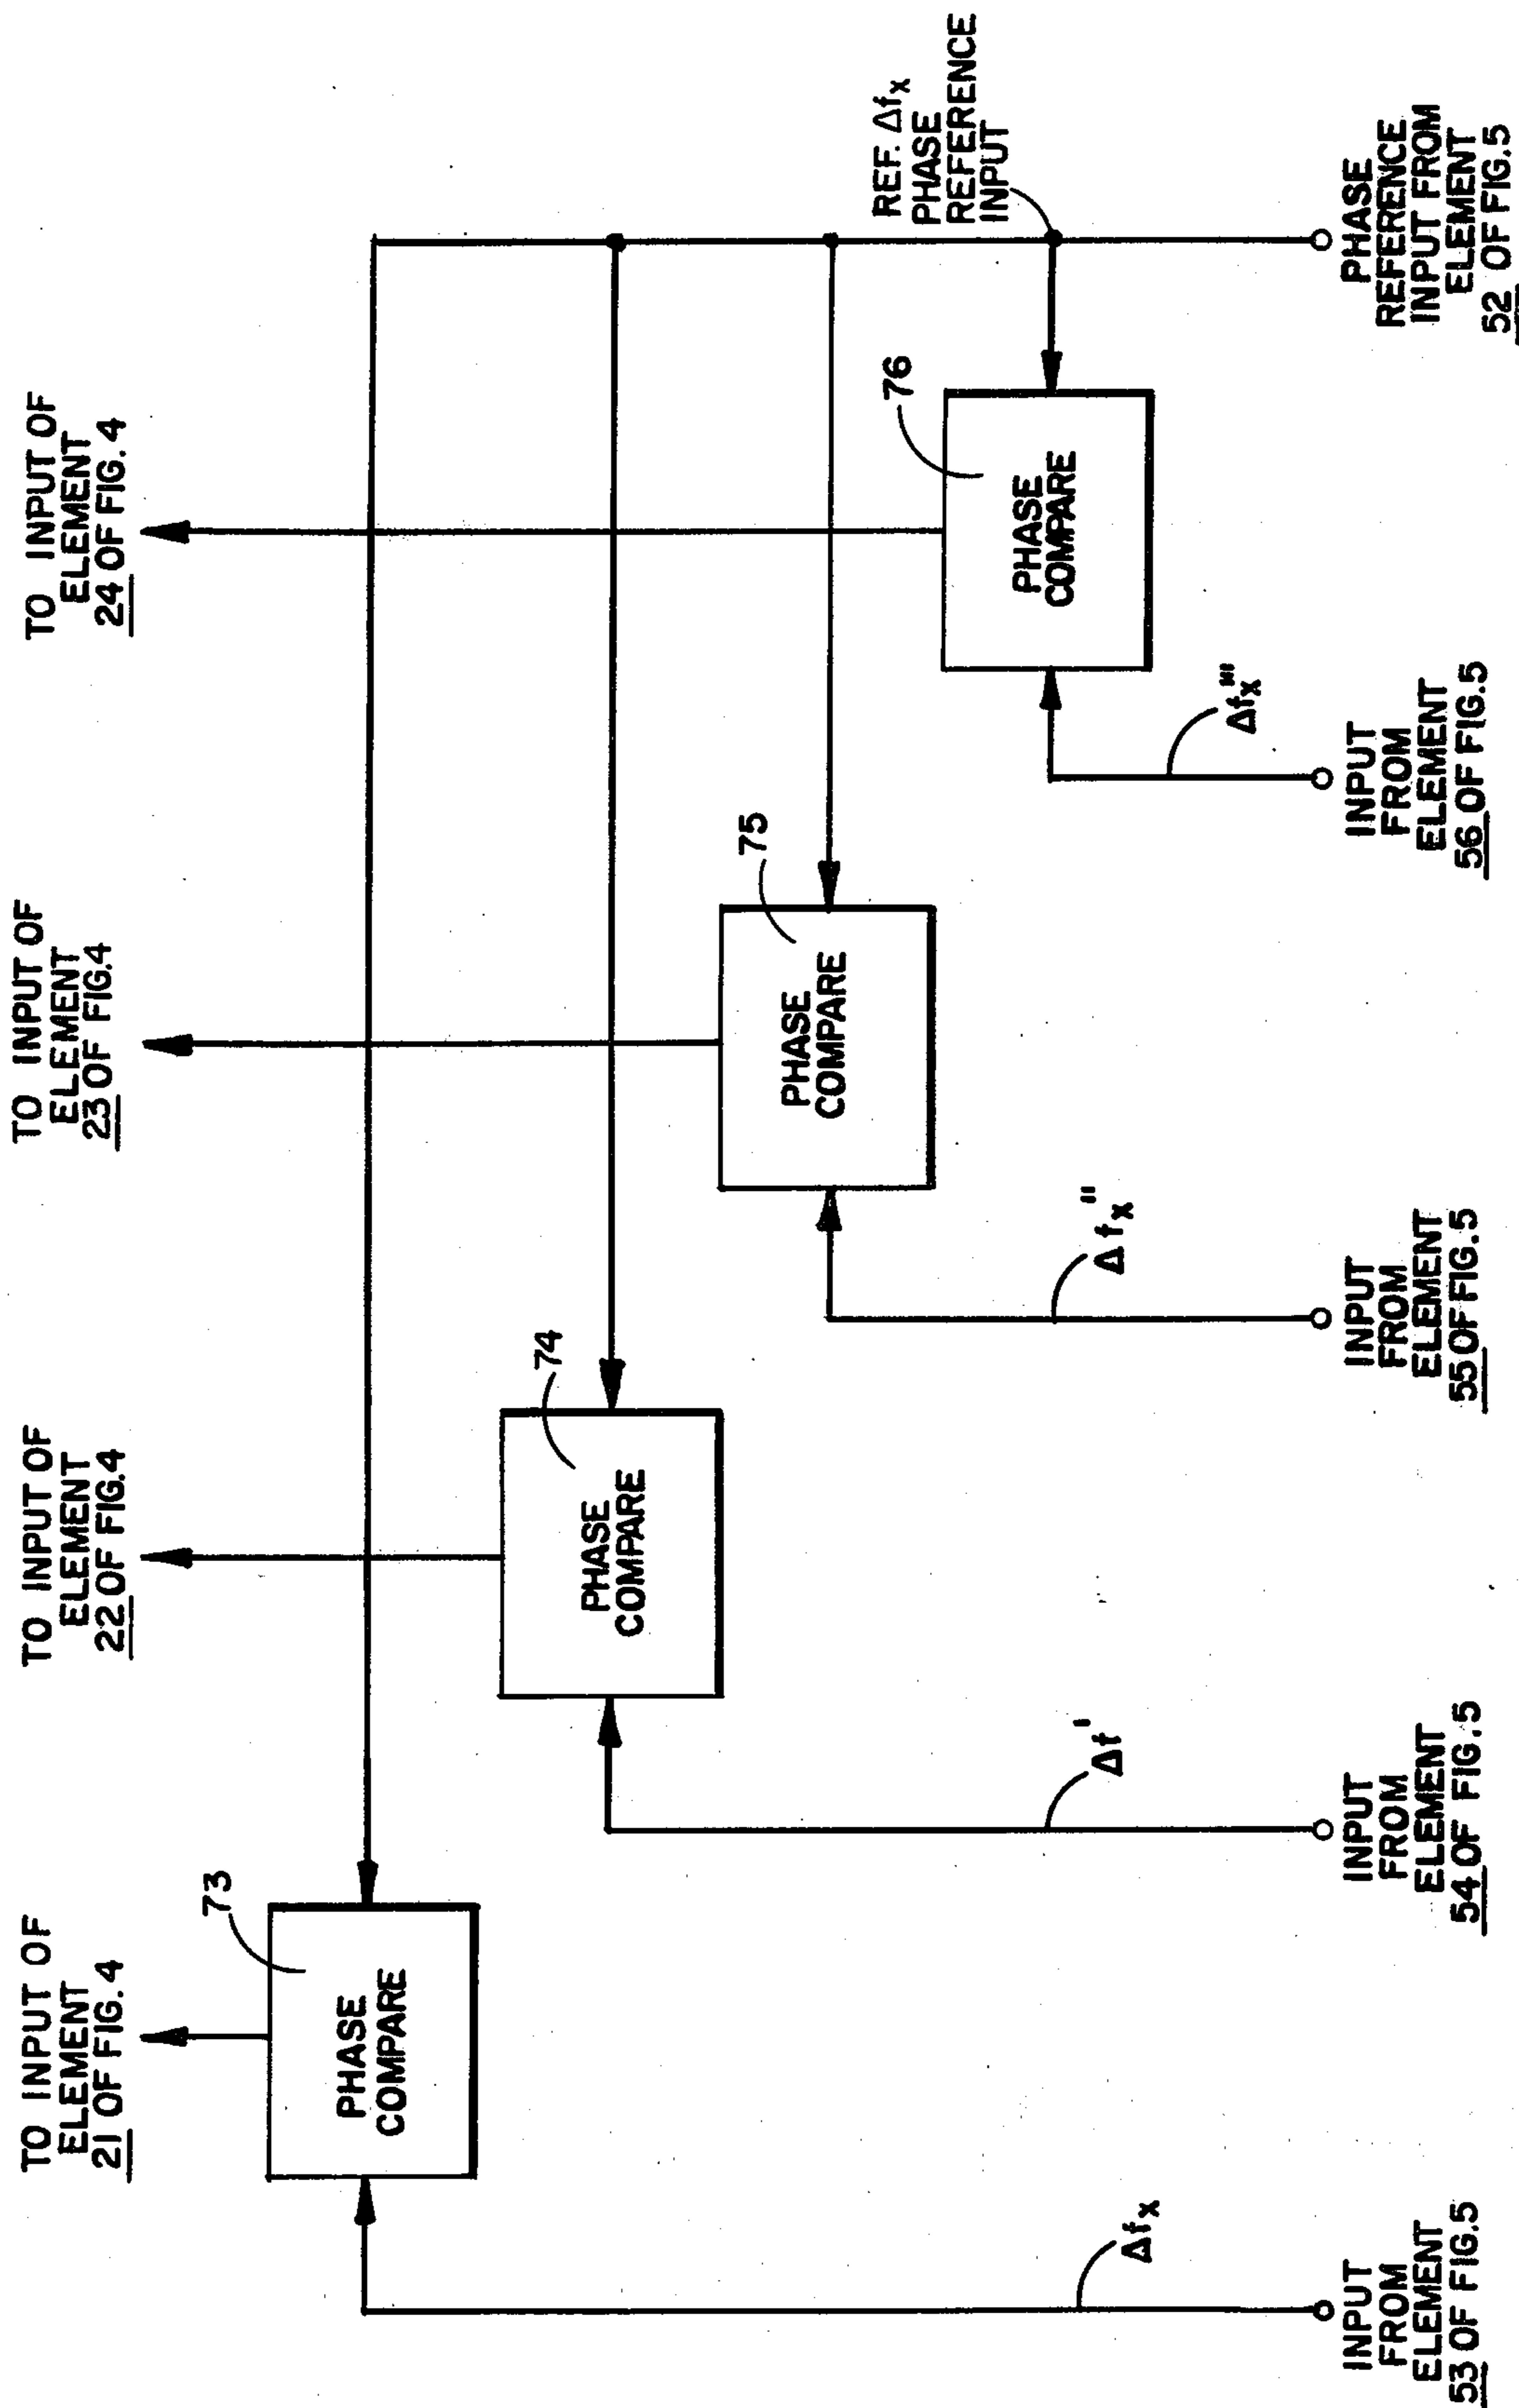 TO INPUT OF
ELEMENT
21 OF FIG. 4
TO INPUT OF
ELEMENT
22 OF FIG.4
TO INPUT OF
ELEMENT
23 OF FIG.4
TO INPUT OF
ELEMENT
24 OF FIG. 4
73
PHASE
COMPARE
74
PHASE
COMPARE
75
PHASE
COMPARE
76
PHASE
COMPARE
REF. Δfx
PHASE
REFERENCE
INPUT
Δfx
Δf'
Δfx"
Δfx'''
INPUT
FROM
ELEMENT
53 OF FIG.5
INPUT
FROM
ELEMENT
54 OF FIG.5
INPUT
FROM
ELEMENT
55 OF FIG.5
INPUT
FROM
ELEMENT
56 OF FIG.5
PHASE
REFERENCE
INPUT FROM
ELEMENT
52 OF FIG.5